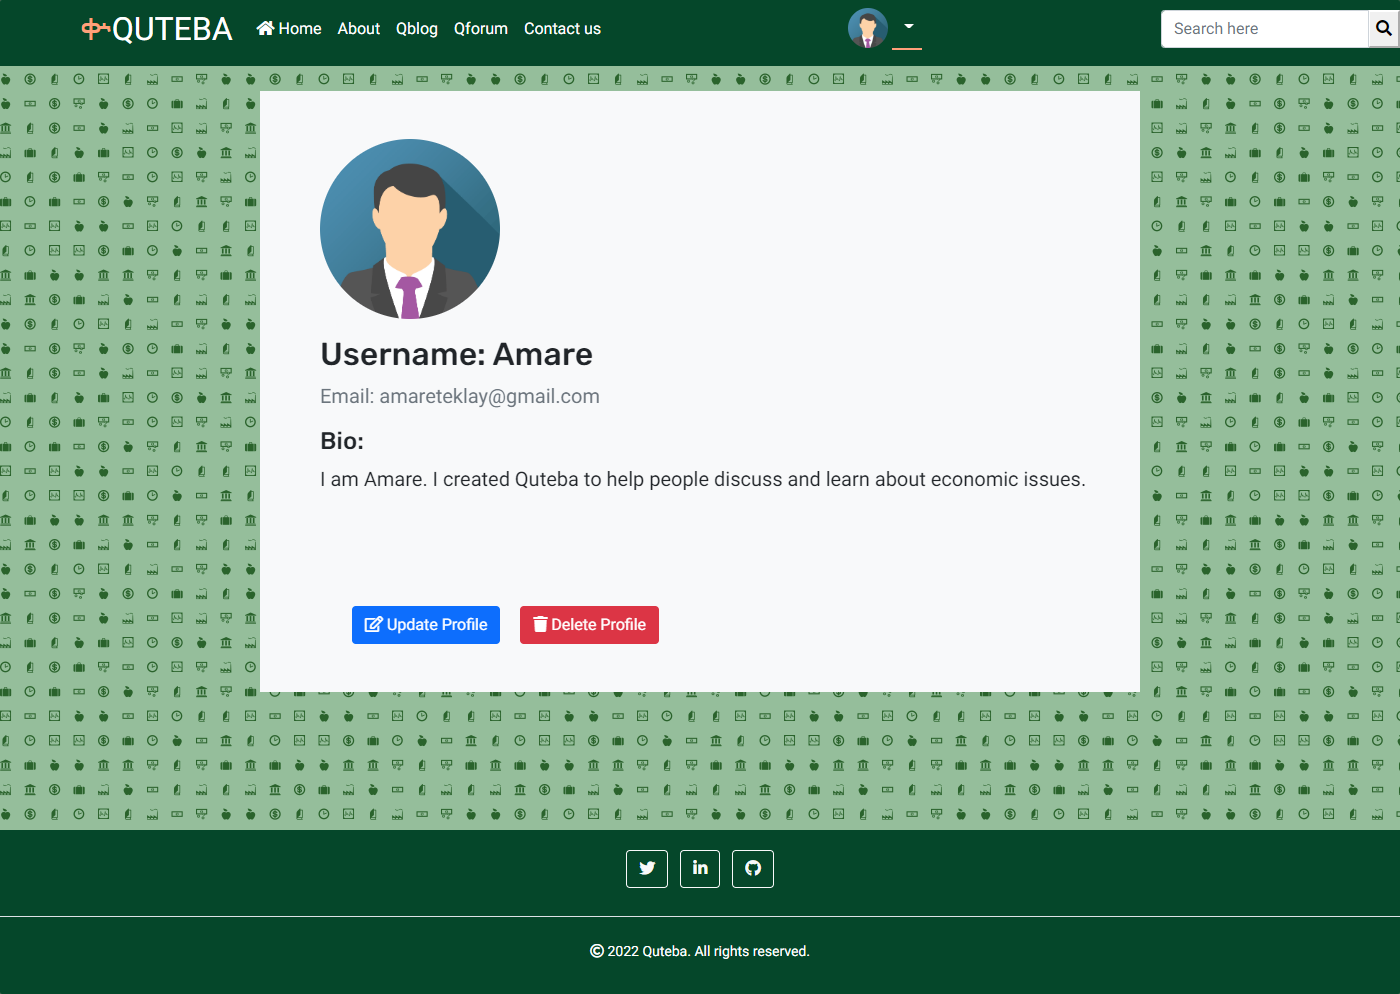 ቍQUTEBA Home About Qblog Qforum Contact us Search here
Username: Amare
Email: amareteklay@gmail.com
Bio:
I am Amare. I created Quteba to help people discuss and learn about economic issues.
Update Profile Delete Profile
© 2022 Quteba. All rights reserved.